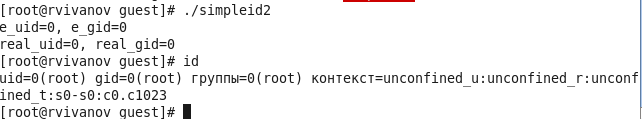 [root@rvivanov guest]# ./simpleid2
e_uid=0, e_gid=0
real_uid=0, real_gid=0
[root@rvivanov guest]# id
uid=0(root) gid=0(root) группы=0(root) контекст=unconfined_u:unconfined_r:unconf
ined_t:s0-s0:c0.c1023
[root@rvivanov guest]#